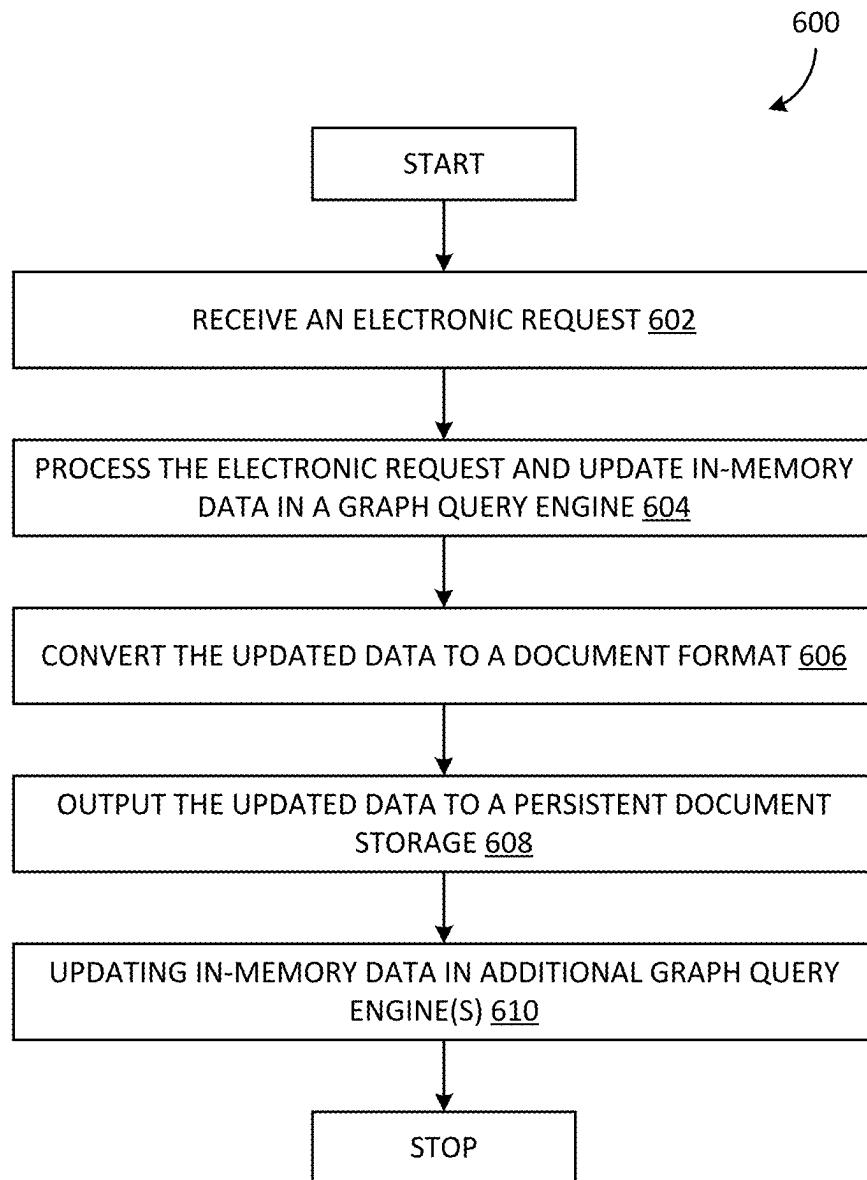 600
START
RECEIVE AN ELECTRONIC REQUEST 602
PROCESS THE ELECTRONIC REQUEST AND UPDATE IN-MEMORY
DATA IN A GRAPH QUERY ENGINE 604
CONVERT THE UPDATED DATA TO A DOCUMENT FORMAT 606
OUTPUT THE UPDATED DATA TO A PERSISTENT DOCUMENT
STORAGE 608
UPDATING IN-MEMORY DATA IN ADDITIONAL GRAPH QUERY
ENGINE(S) 610
STOP